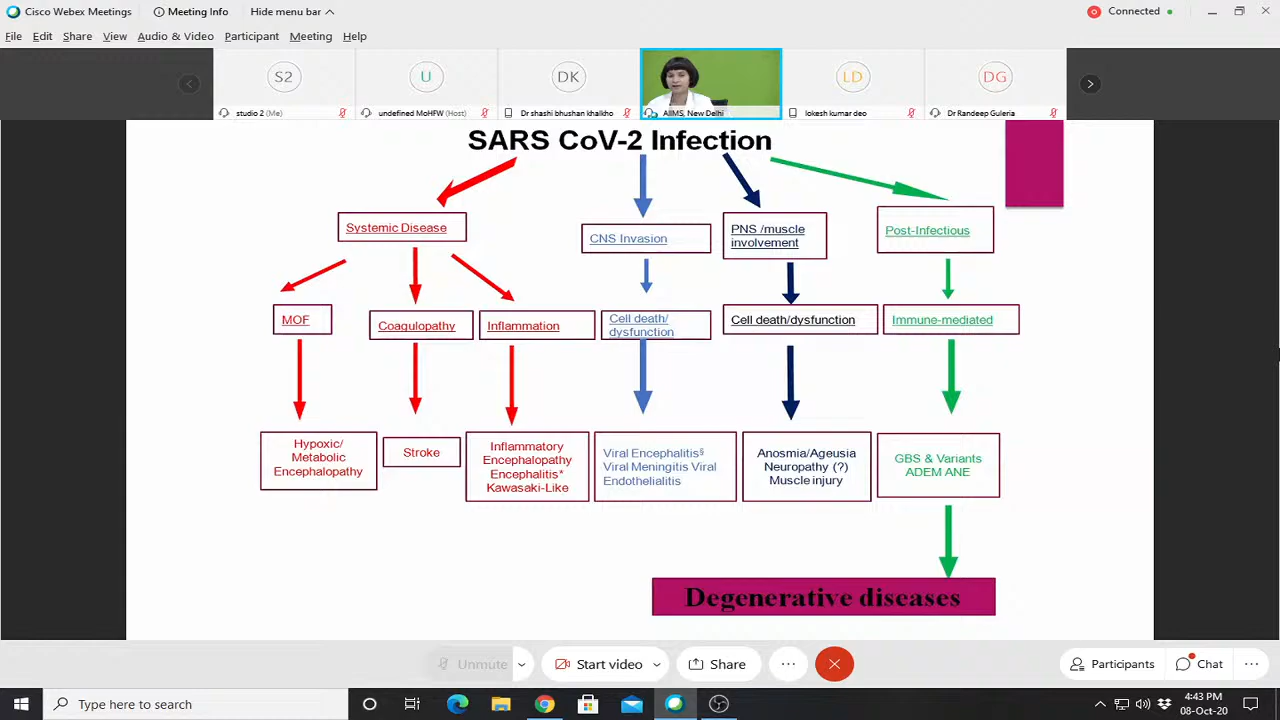 Cisco Webex Meetings
Meeting Info
Hide menu bar
Connected
File Edit Share View Audio & Video Participant Meeting Help
S2
U
DK
LD
DG
studio 2 (Me)
undefined MoHFW (Host)
Dr shashi bhushan khalkho
AIIMS, New Delhi
lokesh kumar deo
Dr Randeep Guleria
SARS CoV-2 Infection
Systemic Disease
CNS Invasion
PNS /muscle
involvement
Post-Infectious
MOF
Coagulopathy
Inflammation
Cell death/
dysfunction
Cell death/dysfunction
Immune-mediated
Hypoxic/
Metabolic
Encephalopathy
Stroke
Inflammatory
Encephalopathy
Encephalitis*
Kawasaki-Like
Viral Encephalitis§
Viral Meningitis Viral
Endothelialitis
Anosmia/Ageusia
Neuropathy (?)
Muscle injury
GBS & Variants
ADEM ANE
Degenerative diseases
Unmute
Start video
Share
Participants
Chat
Type here to search
4:43 PM
08-Oct-20